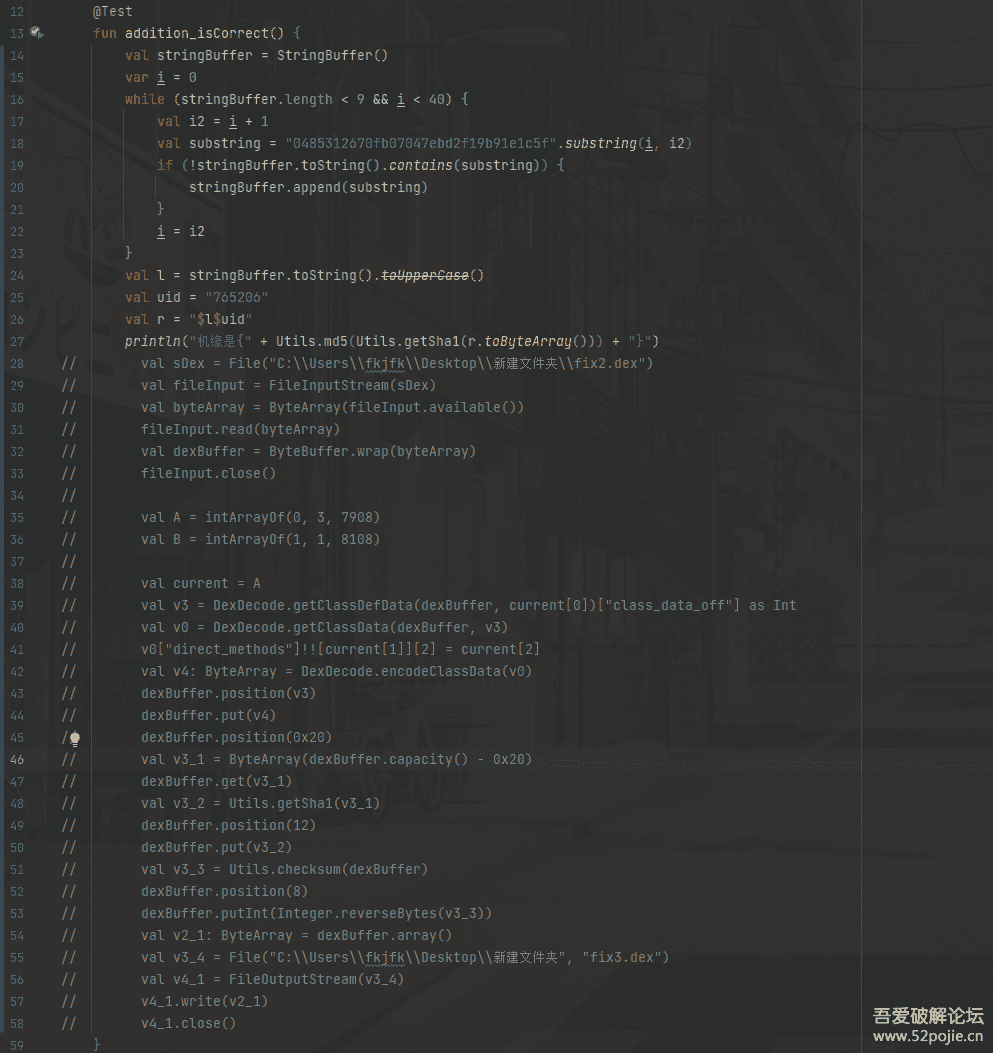 12 @Test
13 fun addition_isCorrect() {
14 val stringBuffer = StringBuffer()
15 var i = 0
16 while (stringBuffer.length < 9 && i < 40) {
17 val i2 = i + 1
18 val substring = "0485312670fb07047ebd2f19b91e1c5f".substring(i, i2)
19 if (!stringBuffer.toString().contains(substring)) {
20 stringBuffer.append(substring)
21 }
22 i = i2
23 }
24 val l = stringBuffer.toString().toUpperCase()
25 val uid = "765206"
26 val r = "$l$uid"
27 println("机缘是{" + Utils.md5(Utils.getSha1(r.toByteArray())) + "}")
28 // val sDex = File("C:\\Users\\fkjfk\\Desktop\\新建文件夹\\fix2.dex")
29 // val fileInput = FileInputStream(sDex)
30 // val byteArray = ByteArray(fileInput.available())
31 // fileInput.read(byteArray)
32 // val dexBuffer = ByteBuffer.wrap(byteArray)
33 // fileInput.close()
34 //
35 // val A = intArrayOf(0, 3, 7908)
36 // val B = intArrayOf(1, 1, 8108)
37 //
38 // val current = A
39 // val v3 = DexDecode.getClassDefData(dexBuffer, current[0])["class_data_off"] as Int
40 // val v0 = DexDecode.getClassData(dexBuffer, v3)
41 // v0["direct_methods"]!![current[1]][2] = current[2]
42 // val v4: ByteArray = DexDecode.encodeClassData(v0)
43 // dexBuffer.position(v3)
44 // dexBuffer.put(v4)
45 // dexBuffer.position(0x20)
46 // val v3_1 = ByteArray(dexBuffer.capacity() - 0x20)
47 // dexBuffer.get(v3_1)
48 // val v3_2 = Utils.getSha1(v3_1)
49 // dexBuffer.position(12)
50 // dexBuffer.put(v3_2)
51 // val v3_3 = Utils.checksum(dexBuffer)
52 // dexBuffer.position(8)
53 // dexBuffer.putInt(Integer.reverseBytes(v3_3))
54 // val v2_1: ByteArray = dexBuffer.array()
55 // val v3_4 = File("C:\\Users\\fkjfk\\Desktop\\新建文件夹", "fix3.dex")
56 // val v4_1 = FileOutputStream(v3_4)
57 // v4_1.write(v2_1)
58 // v4_1.close()
59 }
吾爱破解论坛
www.52pojie.cn